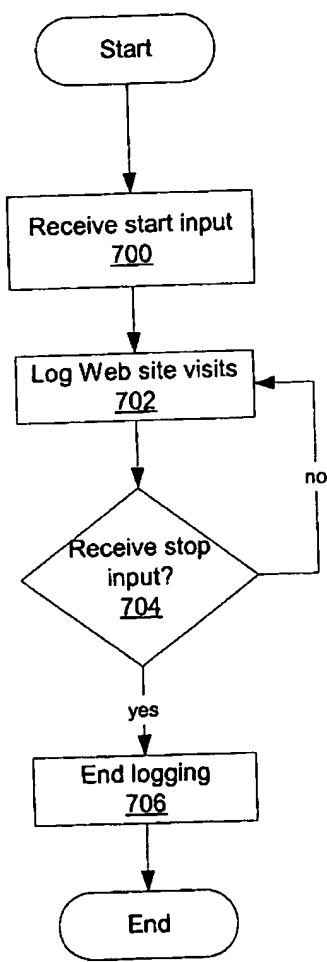 Start
Receive start input
700
Log Web site visits
702
no
Receive stop
input?
704
yes
End logging
706
End